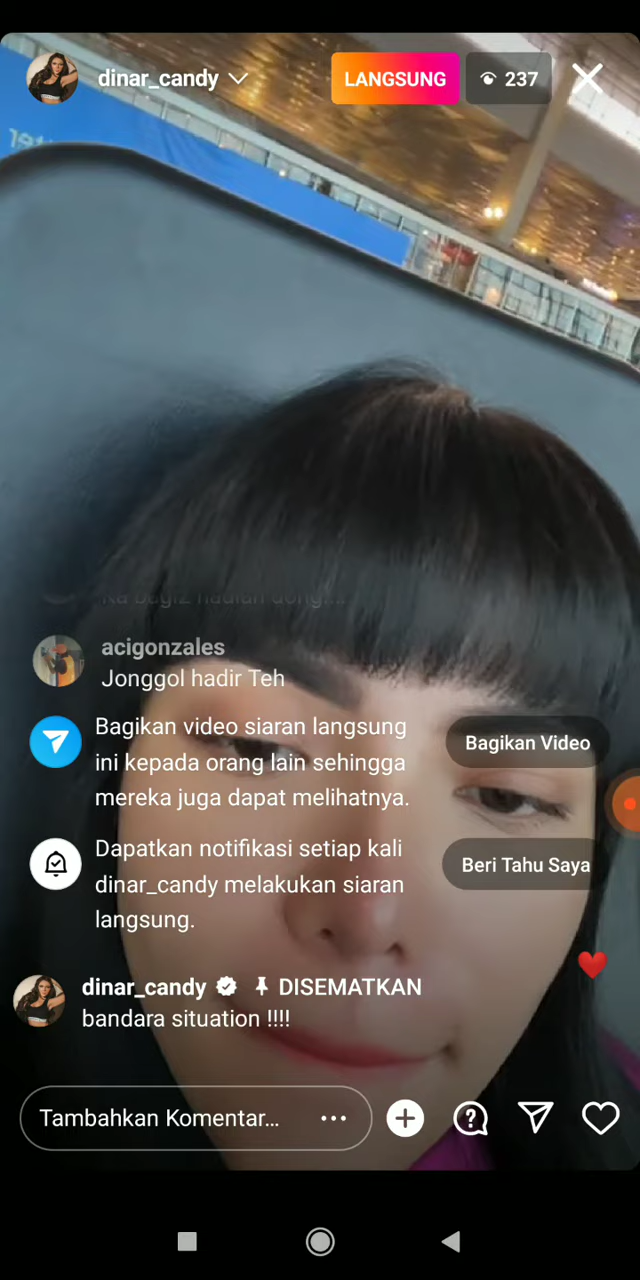 dinar_candy
LANGSUNG
237
acigonzales
Jonggol hadir Teh
Bagikan video siaran langsung
ini kepada orang lain sehingga
mereka juga dapat melihatnya.
Bagikan Video
Dapatkan notifikasi setiap kali
dinar_candy melakukan siaran
langsung.
Beri Tahu Saya
dinar_candy DISEMATKAN
bandara situation !!!!
Tambahkan Komentar...